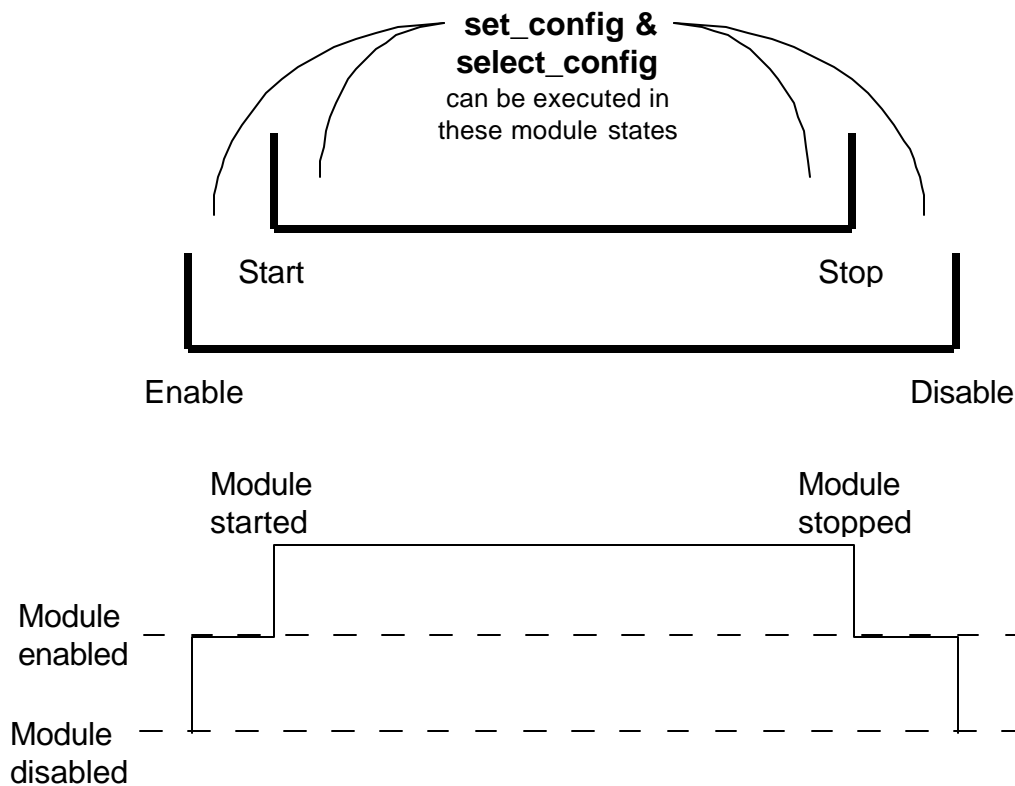 set_config &
select_config
can be executed in
these module states
Start
Stop
Enable
Disable
Module
started
Module
stopped
Module
enabled
Module
disabled